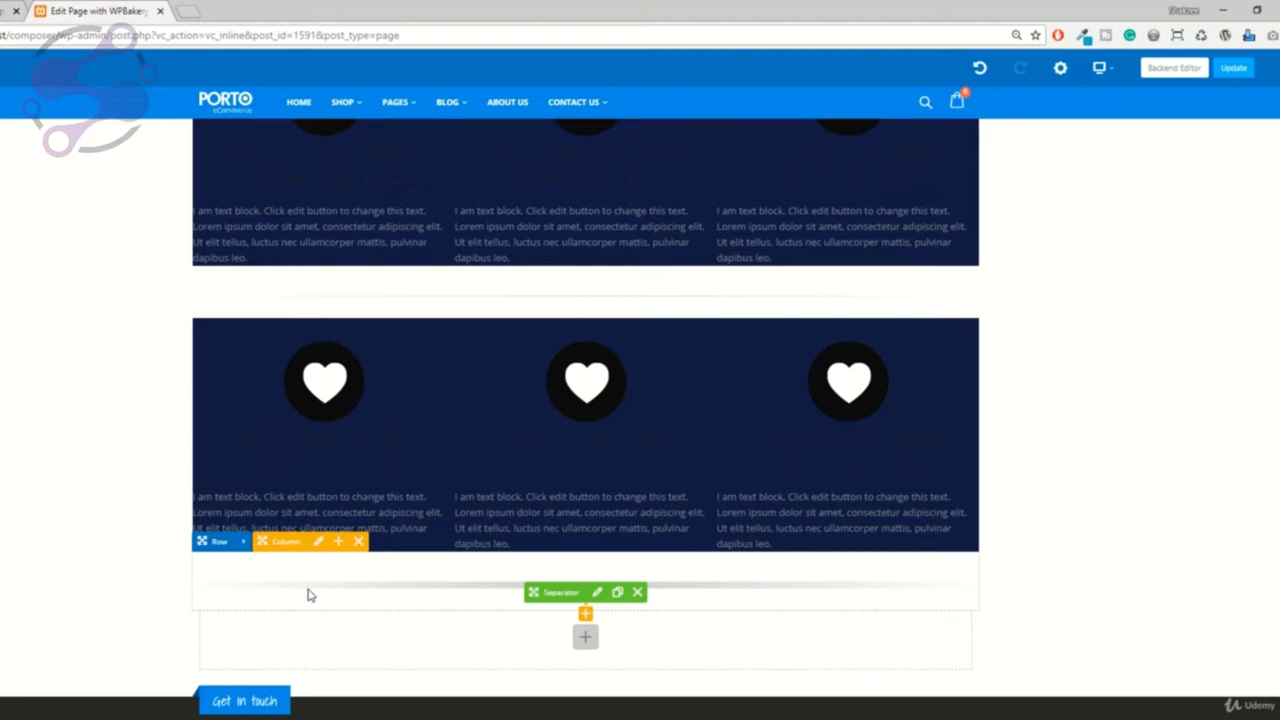 Edit Page with WPBakery
Shakzee
st/composer/wp-admin/post.php?vc_action=vc_inline&post_id=1591&post_type=page
Backend Editor
Update
PORTO
eCommerce
HOME
SHOP
PAGES
BLOG
ABOUT US
CONTACT US
I am text block. Click edit button to change this text.
Lorem ipsum dolor sit amet, consectetur adipiscing elit.
Ut elit tellus, luctus nec ullamcorper mattis, pulvinar
dapibus leo.
I am text block. Click edit button to change this text.
Lorem ipsum dolor sit amet, consectetur adipiscing elit.
Ut elit tellus, luctus nec ullamcorper mattis, pulvinar
dapibus leo.
I am text block. Click edit button to change this text.
Lorem ipsum dolor sit amet, consectetur adipiscing elit.
Ut elit tellus, luctus nec ullamcorper mattis, pulvinar
dapibus leo.
I am text block. Click edit button to change this text.
Lorem ipsum dolor sit amet, consectetur adipiscing elit.
Ut elit tellus, luctus nec ullamcorper mattis, pulvinar
I am text block. Click edit button to change this text.
Lorem ipsum dolor sit amet, consectetur adipiscing elit.
Ut elit tellus, luctus nec ullamcorper mattis, pulvinar
dapibus leo.
I am text block. Click edit button to change this text.
Lorem ipsum dolor sit amet, consectetur adipiscing elit.
Ut elit tellus, luctus nec ullamcorper mattis, pulvinar
dapibus leo.
Row
Column
Separator
Get in touch
Udemy